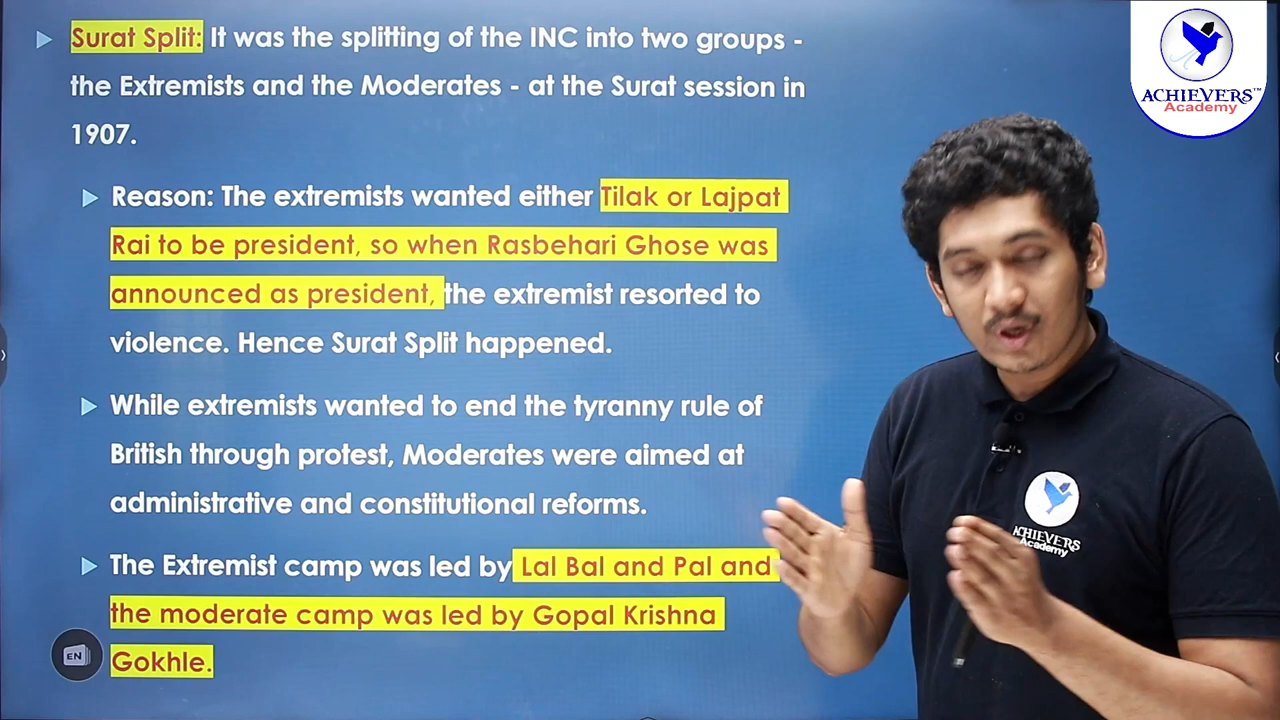 Surat Split: It was the splitting of the INC into two groups -
the Extremists and the Moderates - at the Surat session in
1907.
Reason: The extremists wanted either Tilak or Lajpat
Rai to be president, so when Rasbehari Ghose was
announced as president, the extremist resorted to
violence. Hence Surat Split happened.
While extremists wanted to end the tyranny rule of
British through protest, Moderates were aimed at
administrative and constitutional reforms.
The Extremist camp was led by Lal Bal and Pal and
the moderate camp was led by Gopal Krishna
Gokhle.
EN
ACHIEVERS™
Academy
ACHIEVERS
Academy